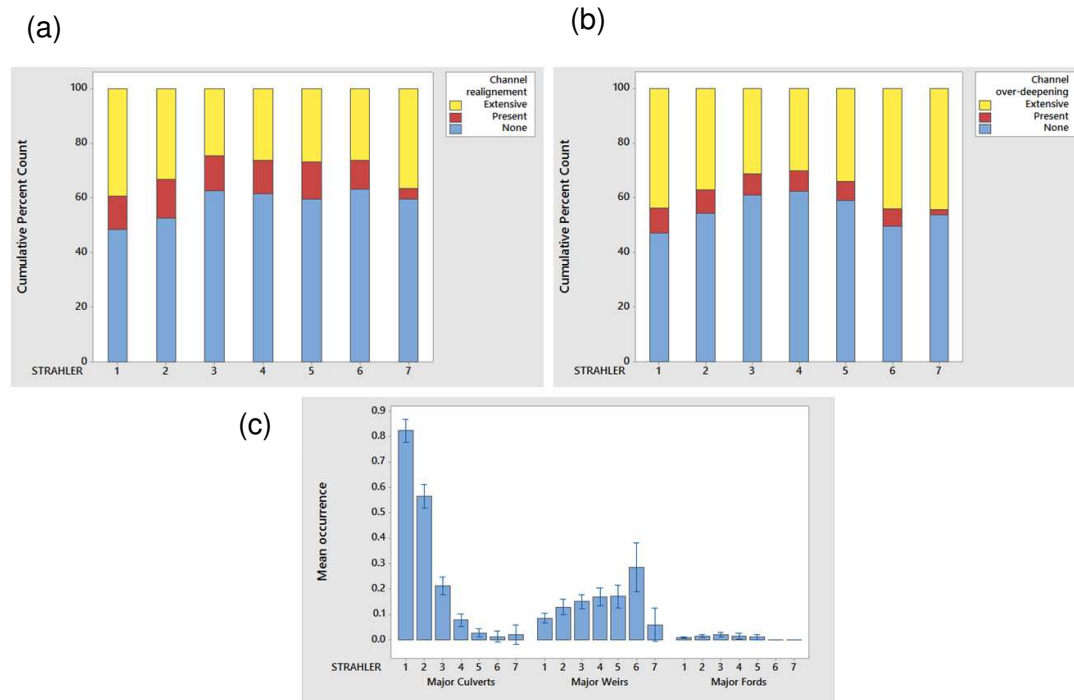 (a)
Channel
realignement
Extensive
Present
None
Cumulative Percent Count
100
80
60
40
20
0
STRAHLER 1 2 3 4 5 6 7
(b)
Channel
over-deepening
Extensive
Present
None
Cumulative Percent Count
100
80
60
40
20
0
STRAHLER 1 2 3 4 5 6 7
(c)
Mean occurrence
0.9
0.8
0.7
0.6
0.5
0.4
0.3
0.2
0.1
0.0
STRAHLER 1 2 3 4 5 6 7 1 2 3 4 5 6 7 1 2 3 4 5 6 7
Major Culverts Major Weirs Major Fords